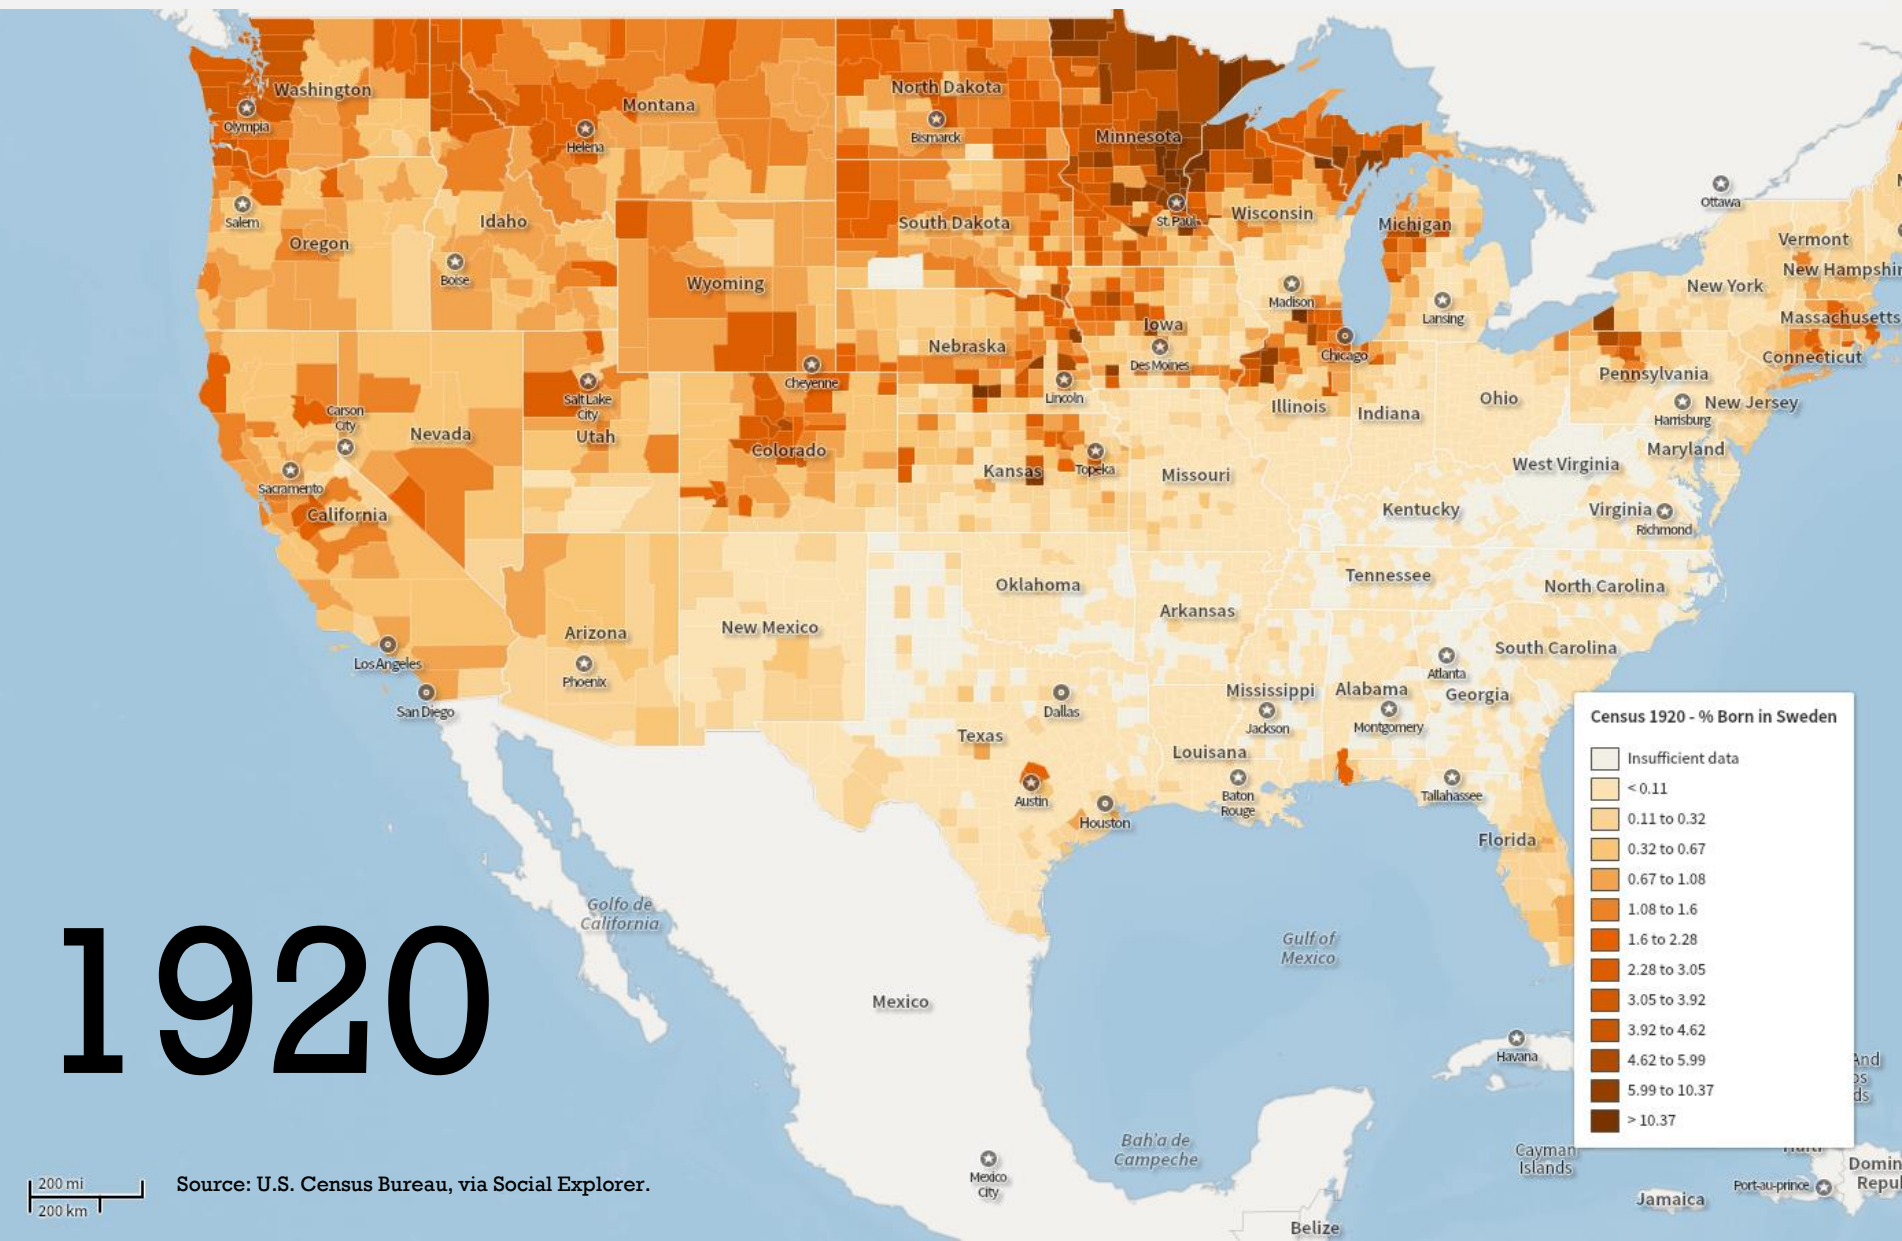 Washington
Olympia
Montana
Helena
North Dakota
Bismarck
Minnesota
St. Paul
Ottawa
Salem
Oregon
Idaho
Boise
South Dakota
Wisconsin
Michigan
Vermont
New Hampshir
New York
Wyoming
Madison
Lansing
Massachusetts
Iowa
Des Moines
Chicago
Connecticut
Nebraska
Cheyenne
Lincoln
Pennsylvania
Harrisburg
New Jersey
Salt Lake
City
Utah
Carson
City
Nevada
Illinois
Indiana
Ohio
Colorado
Kansas
Topeka
Missouri
West Virginia
Maryland
Sacramento
California
Kentucky
Virginia
Richmond
Oklahoma
Tennessee
North Carolina
Arkansas
Arizona
Phoenix
New Mexico
Los Angeles
San Diego
South Carolina
Atlanta
Georgia
Mississippi
Jackson
Alabama
Montgomery
Dallas
Texas
Louisana
Austin
Houston
Baton
Rouge
Tallahassee
Florida
Census 1920 - % Born in Sweden
Insufficient data
< 0.11
0.11 to 0.32
0.32 to 0.67
0.67 to 1.08
1.08 to 1.6
1.6 to 2.28
2.28 to 3.05
3.05 to 3.92
3.92 to 4.62
4.62 to 5.99
5.99 to 10.37
> 10.37
Golfo de
California
Gulf of
Mexico
1920
Mexico
Havana
And
Bah'a de
Campeche
Cayman
Islands
Mexico
City
Domin
Repul
Port-au-prince
Jamaica
Belize
200 mi
200 km
Source: U.S. Census Bureau, via Social Explorer.